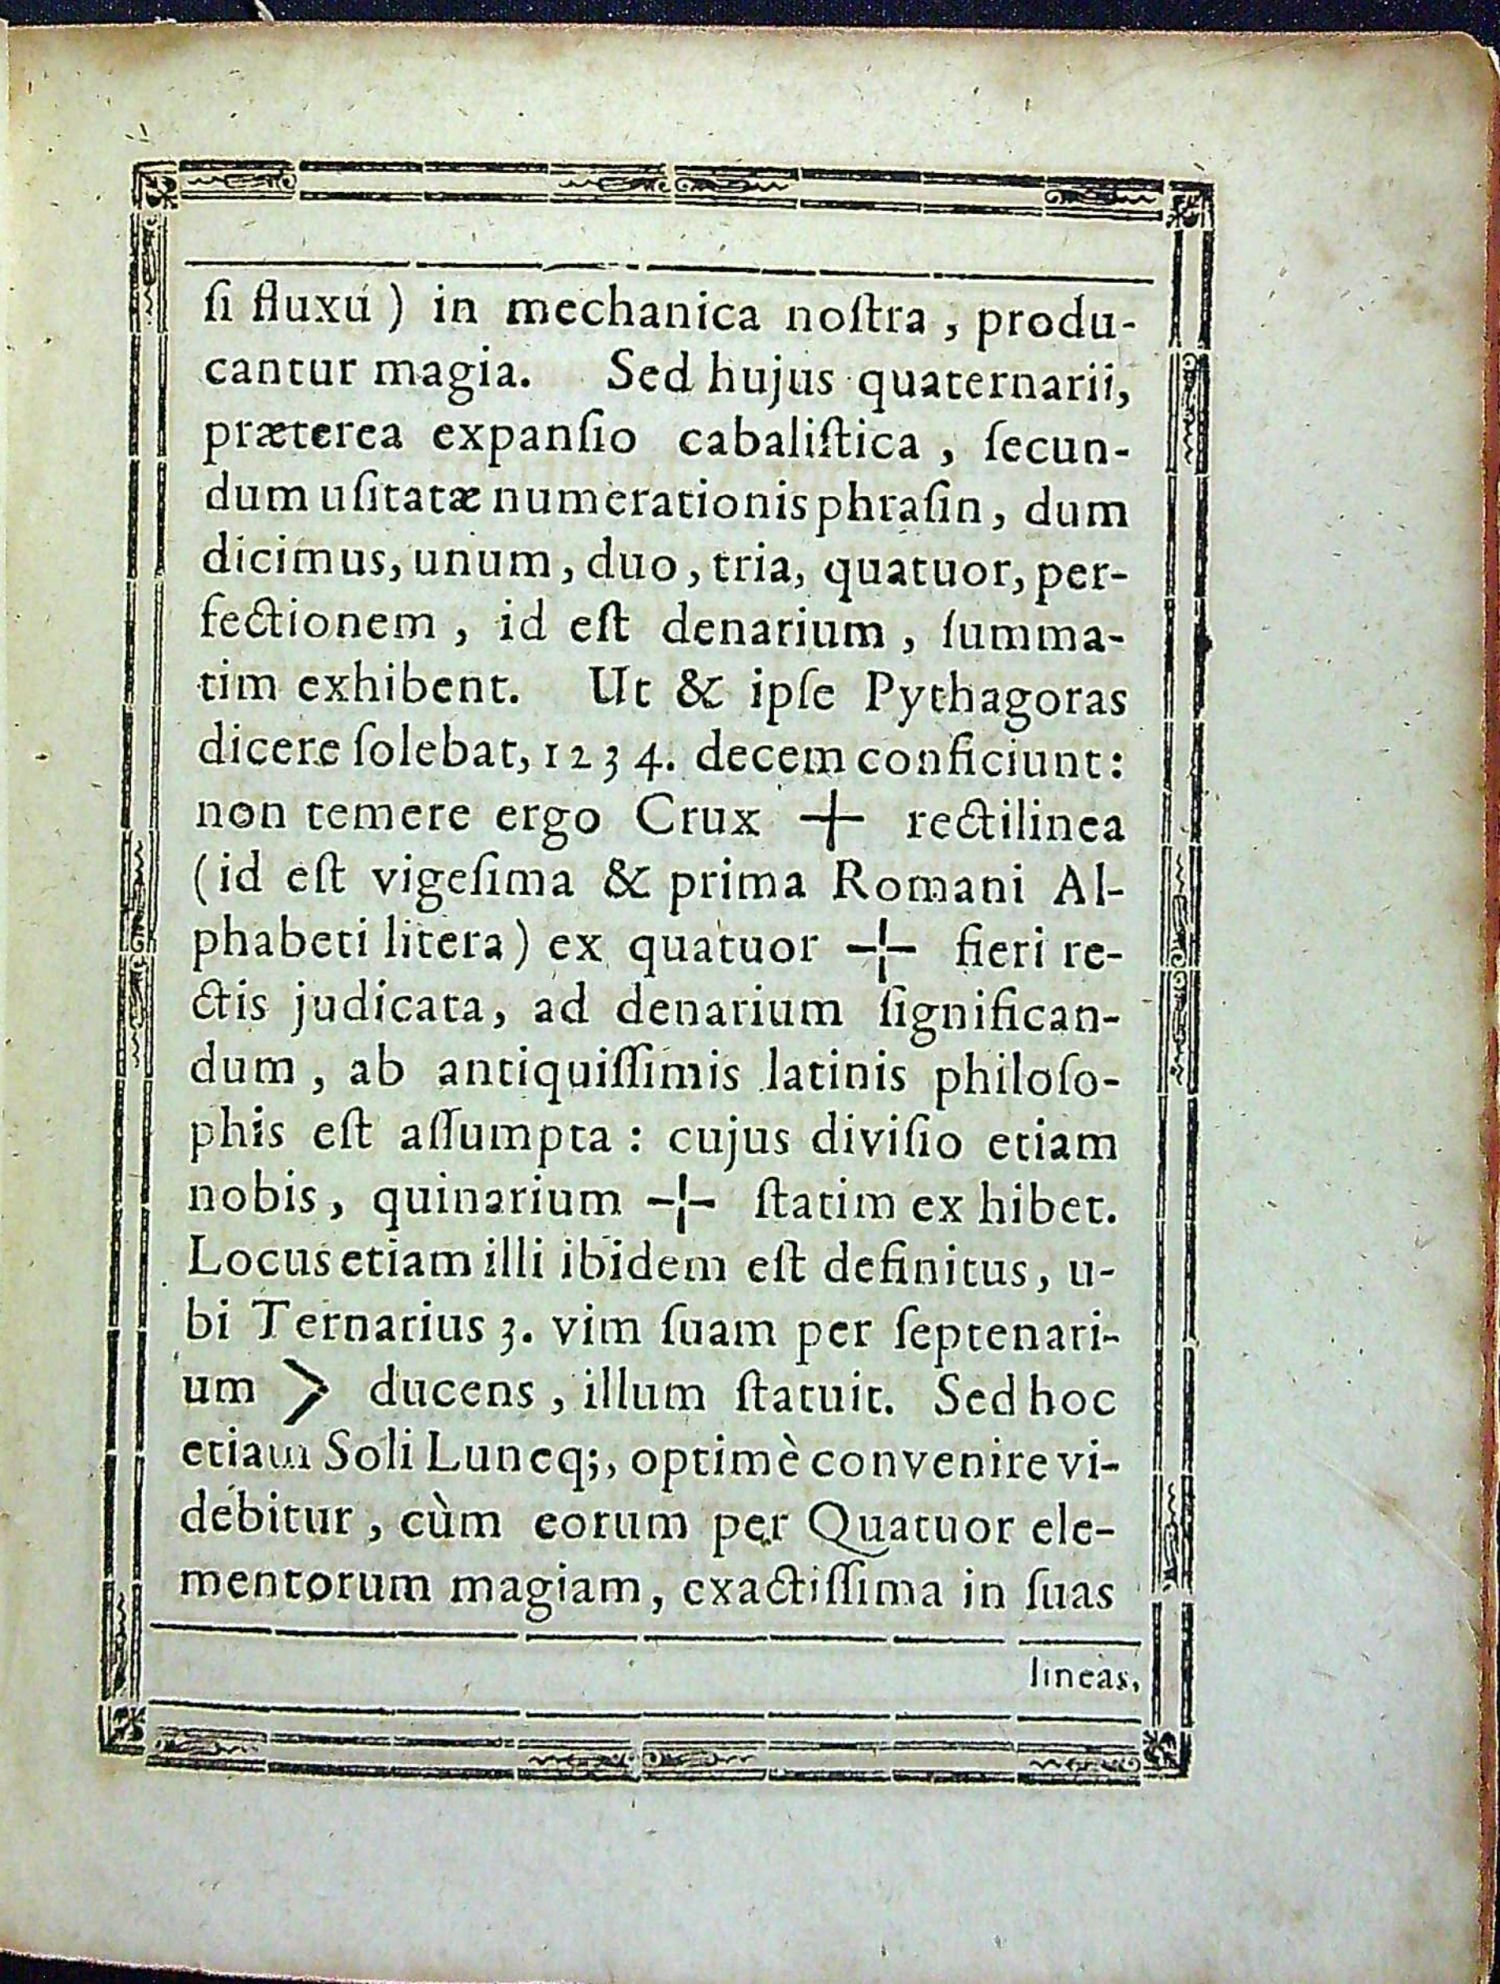 ſi fluxu) in mechanica noſtra, produ-
cantur magia. Sed hujus quaternarii,
præterea expanſio cabaliſtica, ſecun-
dum uſitatæ numerationis phraſin, dum
dicimus, unum, duo, tria, quatuor, per-
fectionem, id eſt denarium, ſumma-
tim exhibent. Ut & ipſe Pythagoras
dicere ſolebat, 1 2 3 4. decem conficiunt:
non temere ergo Crux + rectilinea
(id eſt vigeſima & prima Romani Al-
phabeti litera) ex quatuor -¦- fieri re-
ctis judicata, ad denarium ſignifican-
dum, ab antiquiſſimis latinis philoſo-
phis eſt aſſumpta: cujus diviſio etiam
nobis, quinarium -¦- ſtatim ex hibet.
Locus etiam illi ibidem eſt definitus, u-
bi Ternarius 3. vim ſuam per ſeptenari-
um > ducens, illum ſtatuit. Sed hoc
etiam Soli Luneq;, optimè convenire vi-
debitur, cùm eorum per Quatuor ele-
mentorum magiam, exactiſſima in ſuas
lineas,